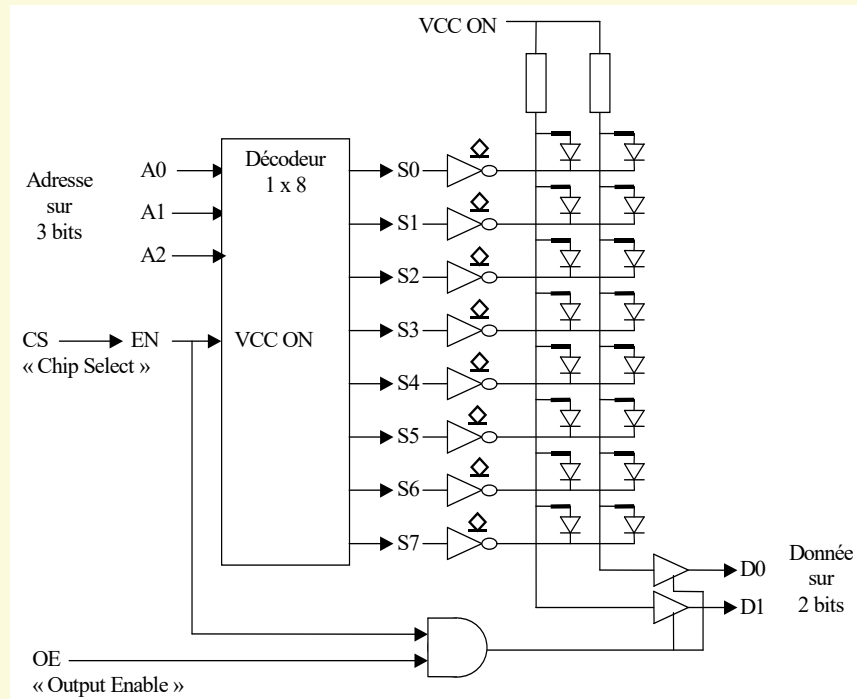 VCC ON
Décodeur
1 x 8
A0
A1
A2
Adresse
sur
3 bits
CS
EN
VCC ON
« Chip Select »
S0
S1
S2
S3
S4
S5
S6
S7
D0
D1
Donnée
sur
2 bits
OE
« Output Enable »